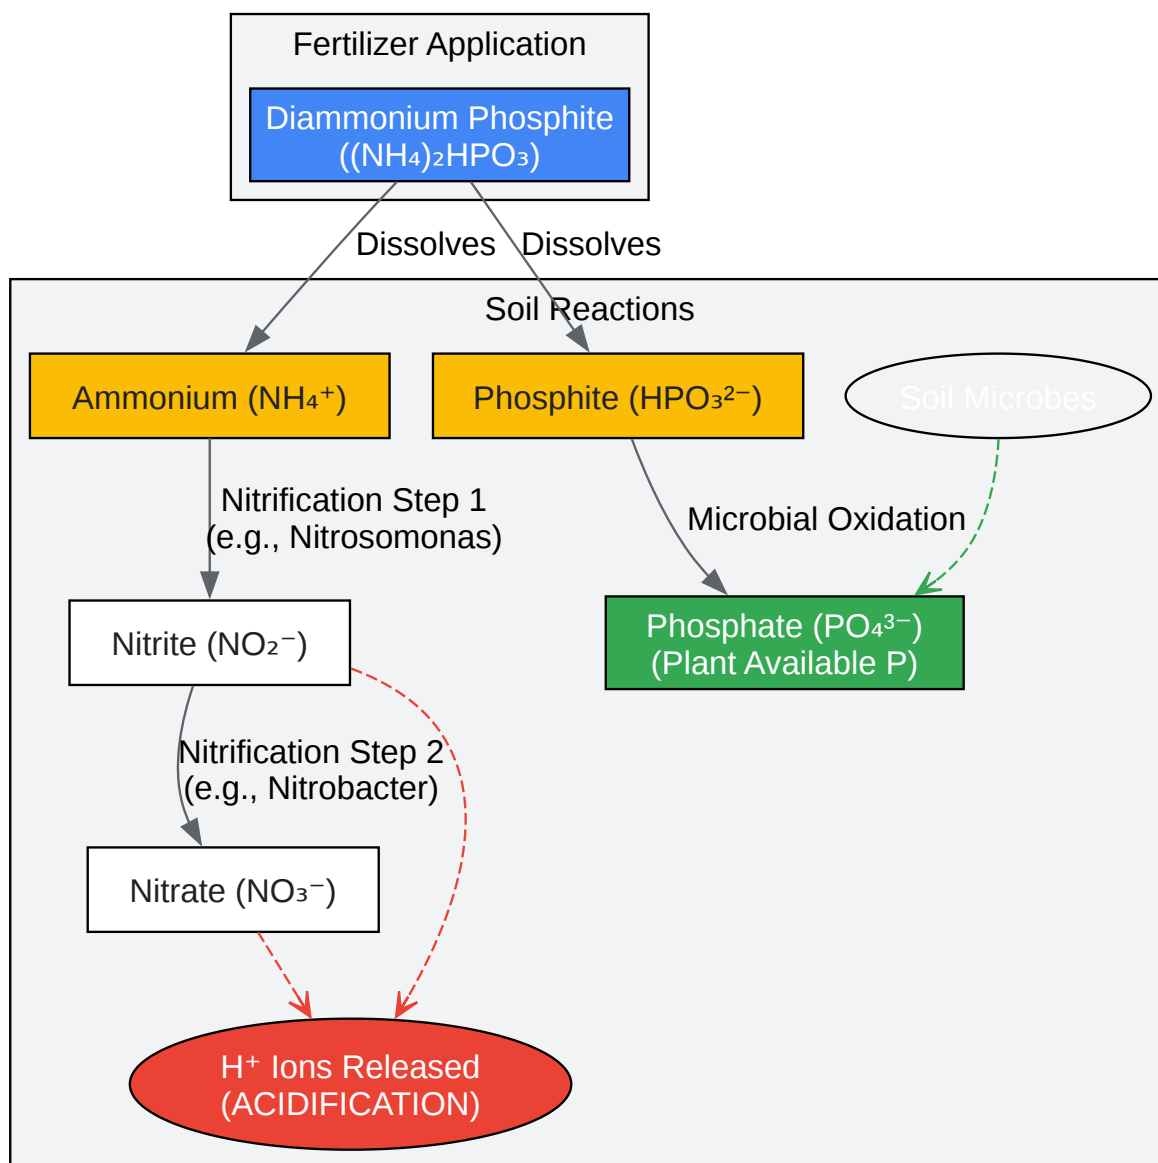 Fertilizer Application
Diammonium Phosphite
((NH₄)₂HPO₃)
Dissolves
Dissolves
Soil Reactions
Ammonium (NH₄⁺)
Phosphite (HPO₃²⁻)
Soil Microbes
Nitrification Step 1
(e.g., Nitrosomonas)
Microbial Oxidation
Nitrite (NO₂⁻)
Phosphate (PO₄³⁻)
(Plant Available P)
Nitrification Step 2
(e.g., Nitrobacter)
Nitrate (NO₃⁻)
H⁺ Ions Released
(ACIDIFICATION)